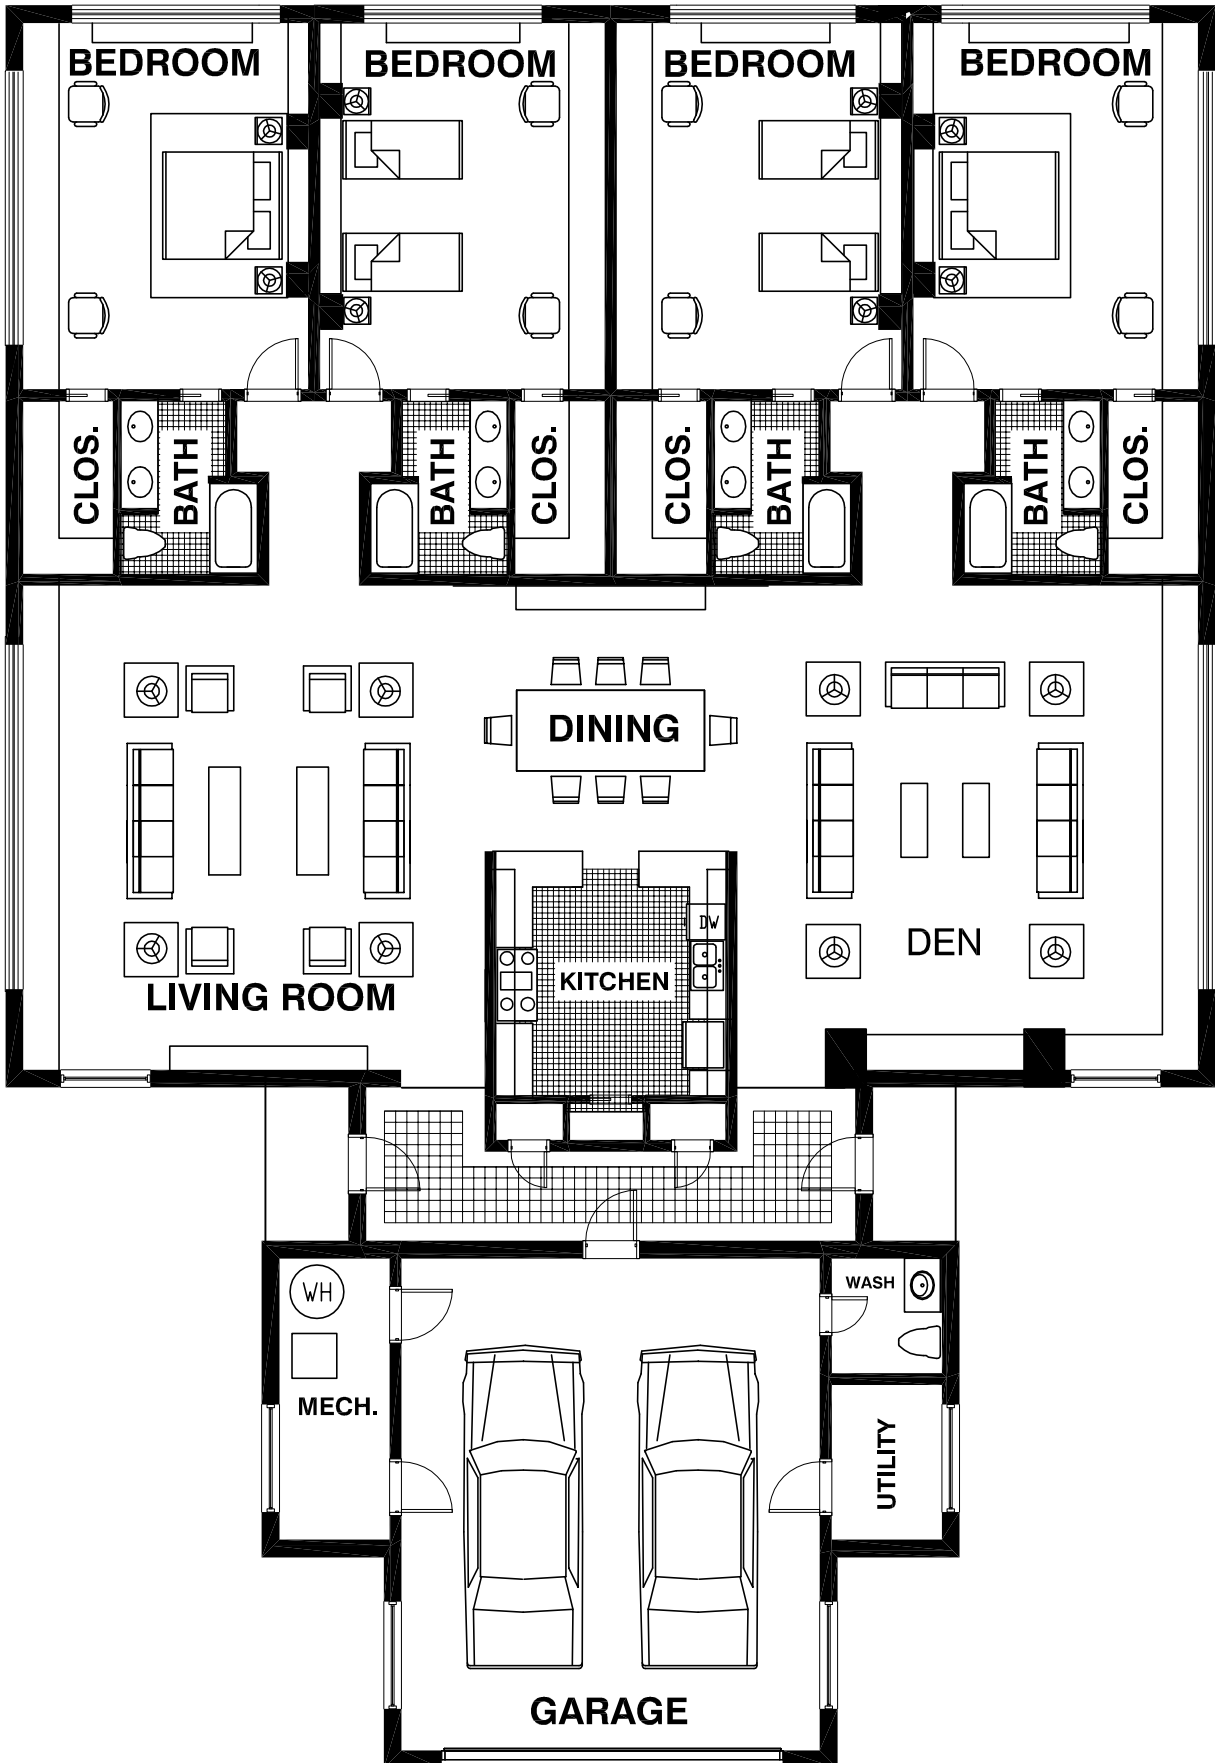 BEDROOM
BEDROOM
BEDROOM
BEDROOM
CLOS.
BATH
BATH
CLOS.
CLOS.
BATH
BATH
CLOS.
DINING
DW
DEN
KITCHEN
LIVING ROOM
WH
WASH
MECH.
UTILITY
GARAGE